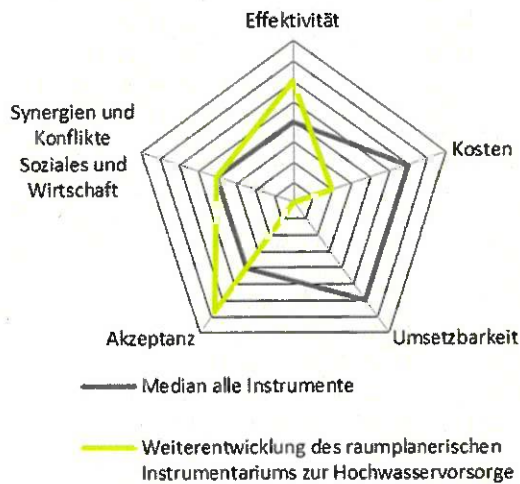 Effektivität
Synergien und
Konflikte
Soziales und
Wirtschaft
Kosten
Akzeptanz
Umsetzbarkeit
Median alle Instrumente
Weiterentwicklung des raumplanerischen
Instrumentariums zur Hochwasservorsorge